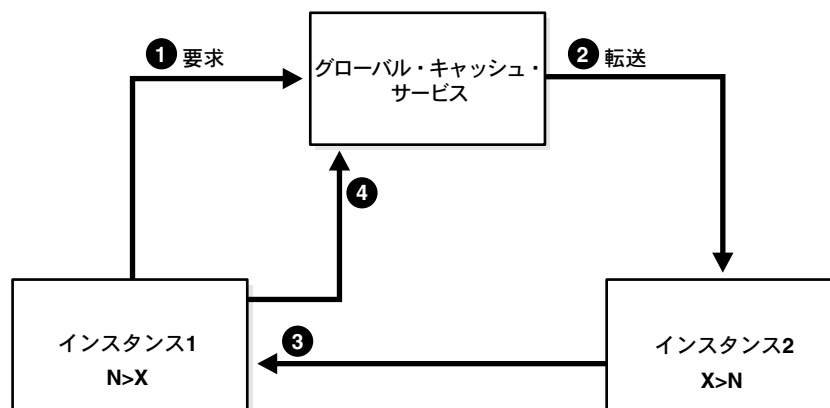 1 要求
グローバル・キャッシュ・
サービス
2 転送
4
インスタンス1
N>X
3
インスタンス2
X>N